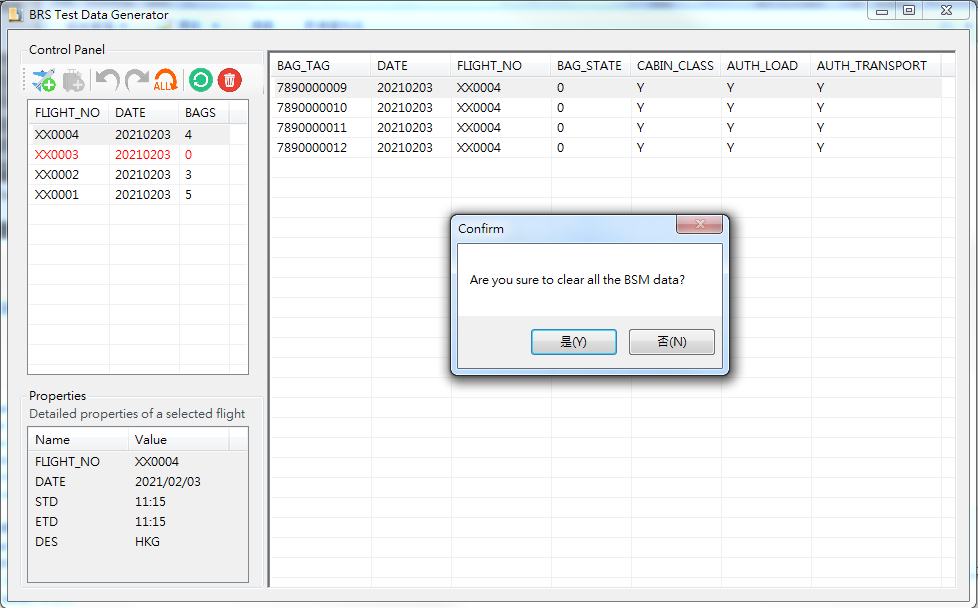 BRS Test Data Generator
Control Panel
ALL
FLIGHT_NO DATE BAGS
XX0004 20210203 4
XX0003 20210203 0
XX0002 20210203 3
XX0001 20210203 5
Properties
Detailed properties of a selected flight
Name Value
FLIGHT_NO XX0004
DATE 2021/02/03
STD 11:15
ETD 11:15
DES HKG
BAG_TAG DATE FLIGHT_NO BAG_STATE CABIN_CLASS AUTH_LOAD AUTH_TRANSPORT
7890000009 20210203 XX0004 0 Y Y Y
7890000010 20210203 XX0004 0 Y Y Y
7890000011 20210203 XX0004 0 Y Y Y
7890000012 20210203 XX0004 0 Y Y Y
Confirm
Are you sure to clear all the BSM data?
是(Y) 否(N)